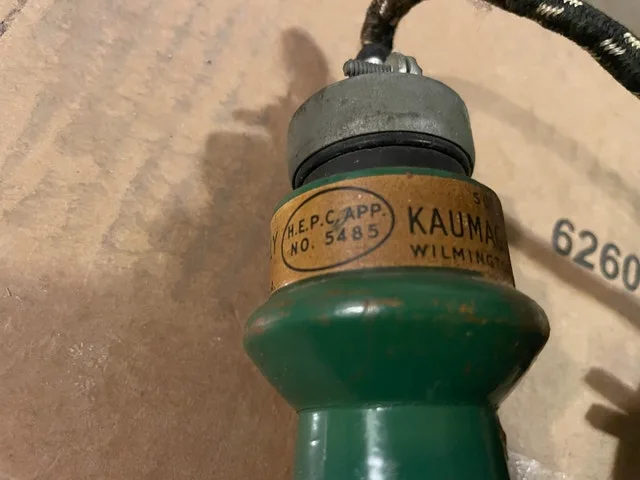 H.E.P.C. APP.
NO. 5485
KAUMAG
WILMINGT
6260